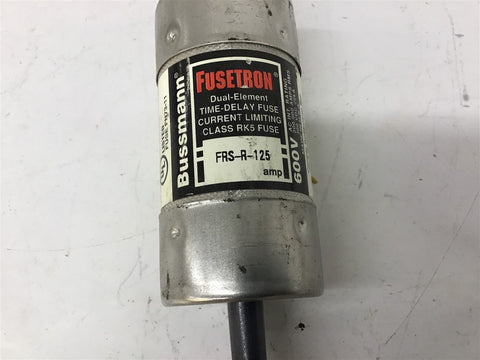 Bussmann
FUSETRON
Dual-Element
TIME-DELAY FUSE
CURRENT LIMITING
CLASS RK5 FUSE
FRS-R-125
amp
600V